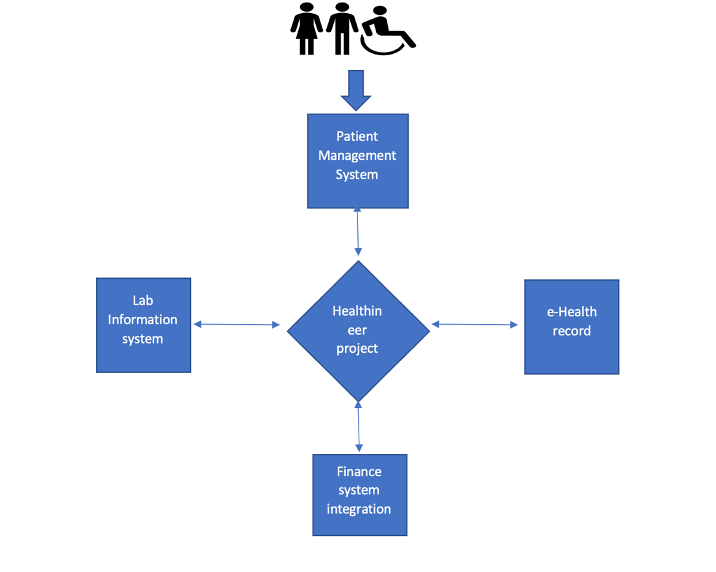 Patient
Management
System
Lab
Information
system
Healthin
eer
project
e-Health
record
Finance
system
integration